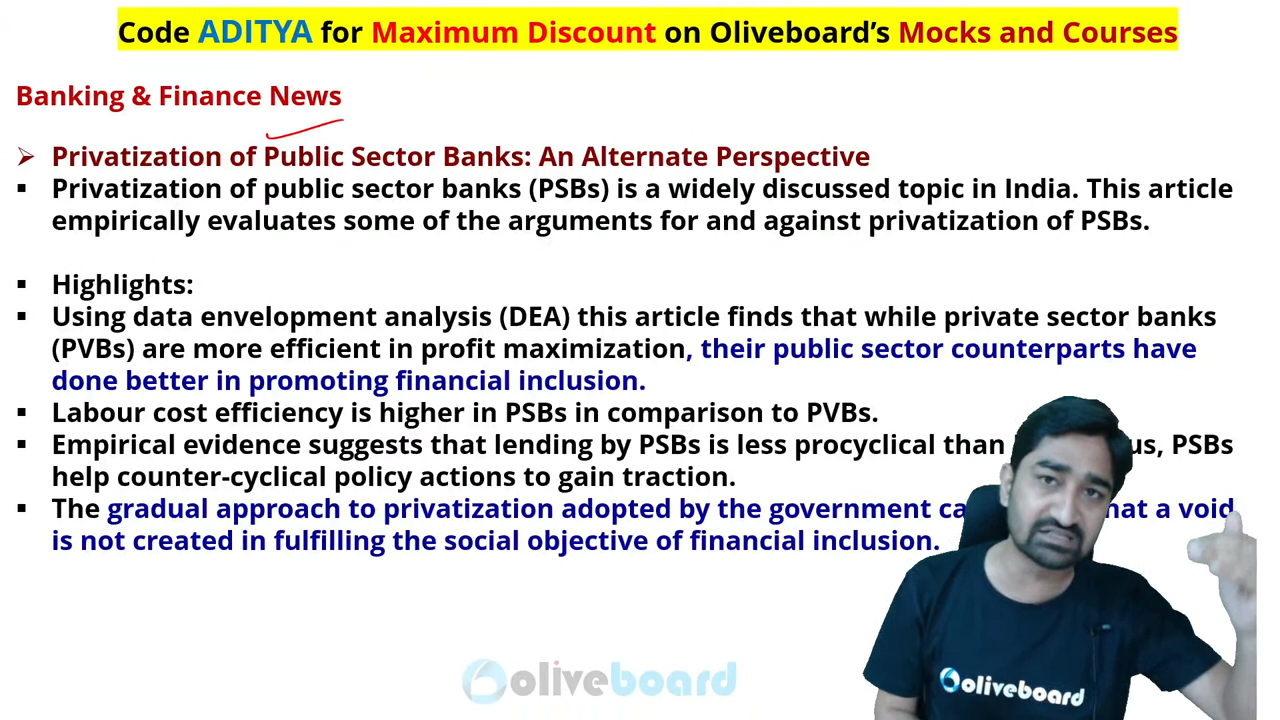 Code ADITYA for Maximum Discount on Oliveboard's Mocks and Courses
Banking & Finance News
Privatization of Public Sector Banks: An Alternate Perspective
Privatization of public sector banks (PSBs) is a widely discussed topic in India. This article
empirically evaluates some of the arguments for and against privatization of PSBs.
Highlights:
Using data envelopment analysis (DEA) this article finds that while private sector banks
(PVBs) are more efficient in profit maximization, their public sector counterparts have
done better in promoting financial inclusion.
Labour cost efficiency is higher in PSBs in comparison to PVBs.
Empirical evidence suggests that lending by PSBs is less procyclical than PSBs
help counter-cyclical policy actions to gain traction.
The gradual approach to privatization adopted by the government a void
is not created in fulfilling the social objective of financial inclusion.
oliveboard
oliveboard